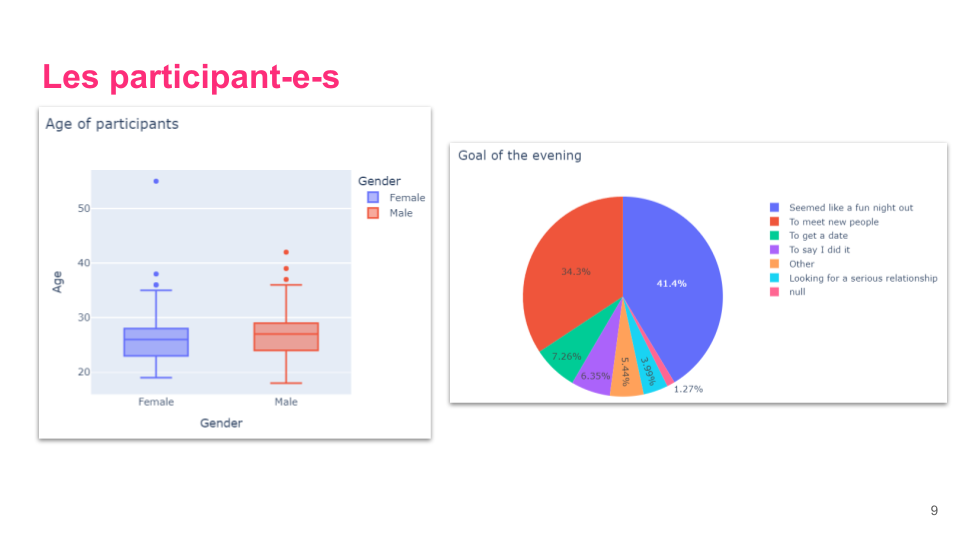 Les participant-e-s
Age of participants
50
40
30
20
Age
Female
Male
Gender
Gender
Female
Male
Goal of the evening
34.3%
41.4%
7.26%
6.35%
5.44%
3.99%
1.27%
Seemed like a fun night out
To meet new people
To get a date
To say I did it
Other
Looking for a serious relationship
null
9